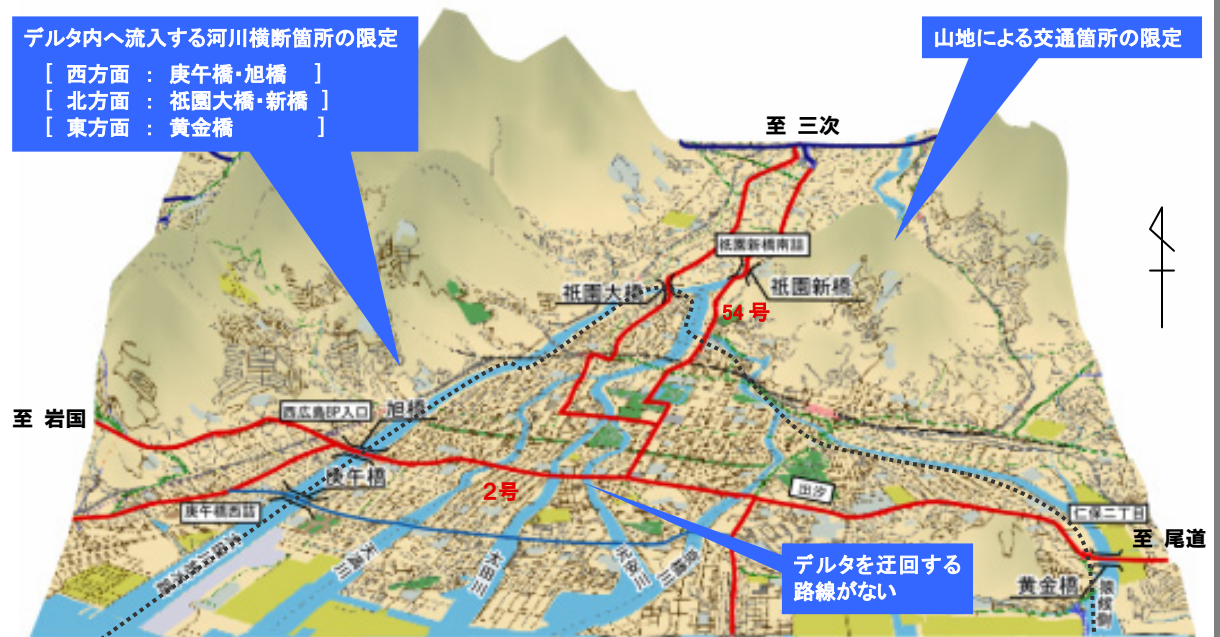 デルタ内へ流入する河川横断箇所の限定
[ 西方面 : 庚午橋・旭橋 ]
[ 北方面 : 祇園大橋・新橋 ]
[ 東方面 : 黄金橋 ]
山地による交通箇所の限定
至 三次
祇園新橋南詰
祇園大橋
祇園新橋
54号
至 岩国
西広島BP入口
旭橋
庚午橋
2号
庚午橋西詰
出汐
仁保二丁目
至 尾道
デルタを迂回する
路線がない
黄金橋
天満川